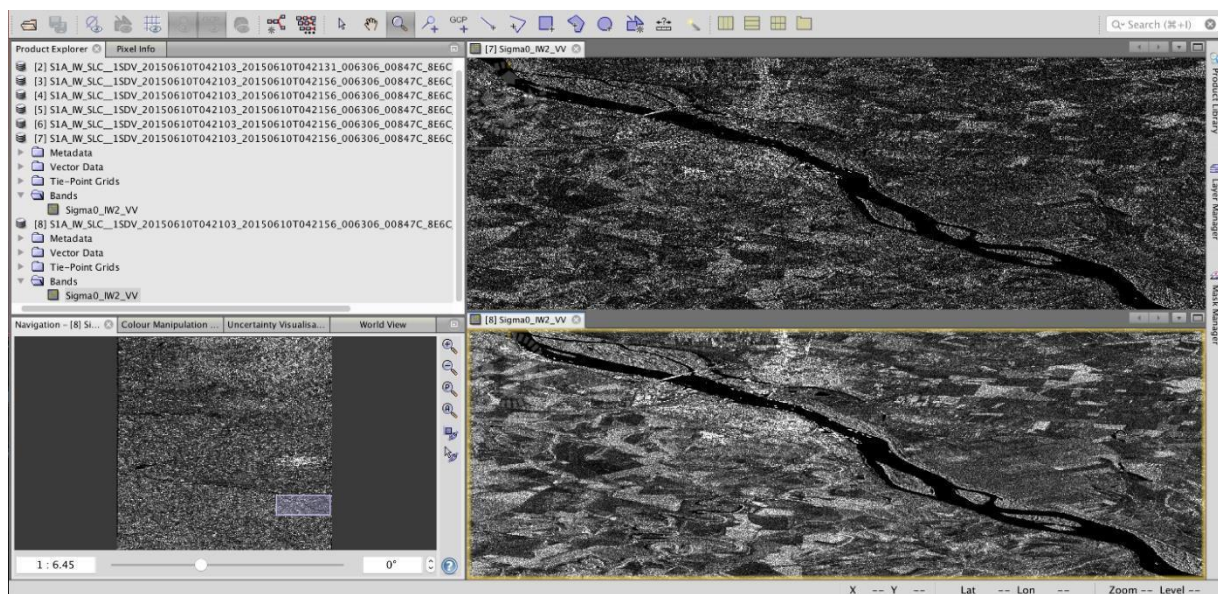 GCP
Search (⌘+I)
Product Explorer
Pixel Info
[2] S1A_IW_SLC__1SDV_20150610T042103_20150610T042131_006306_00847C_8E6C
[3] S1A_IW_SLC__1SDV_20150610T042103_20150610T042156_006306_00847C_8E6C
[4] S1A_IW_SLC__1SDV_20150610T042103_20150610T042156_006306_00847C_8E6C
[5] S1A_IW_SLC__1SDV_20150610T042103_20150610T042156_006306_00847C_8E6C
[6] S1A_IW_SLC__1SDV_20150610T042103_20150610T042156_006306_00847C_8E6C
[7] S1A_IW_SLC__1SDV_20150610T042103_20150610T042156_006306_00847C_8E6C
Metadata
Vector Data
Tie-Point Grids
Bands
Sigma0_IW2_VV
[8] S1A_IW_SLC__1SDV_20150610T042103_20150610T042156_006306_00847C_8E6C
Metadata
Vector Data
Tie-Point Grids
Bands
Sigma0_IW2_VV
Navigation - [8] Si...
Colour Manipulation ...
Uncertainty Visualisa...
World View
1 : 6.45
0°
[7] Sigma0_IW2_VV
[8] Sigma0_IW2_VV
Product Library
Layer Manager
Mask Manager
X -- Y -- Lat -- Lon -- Zoom -- Level --